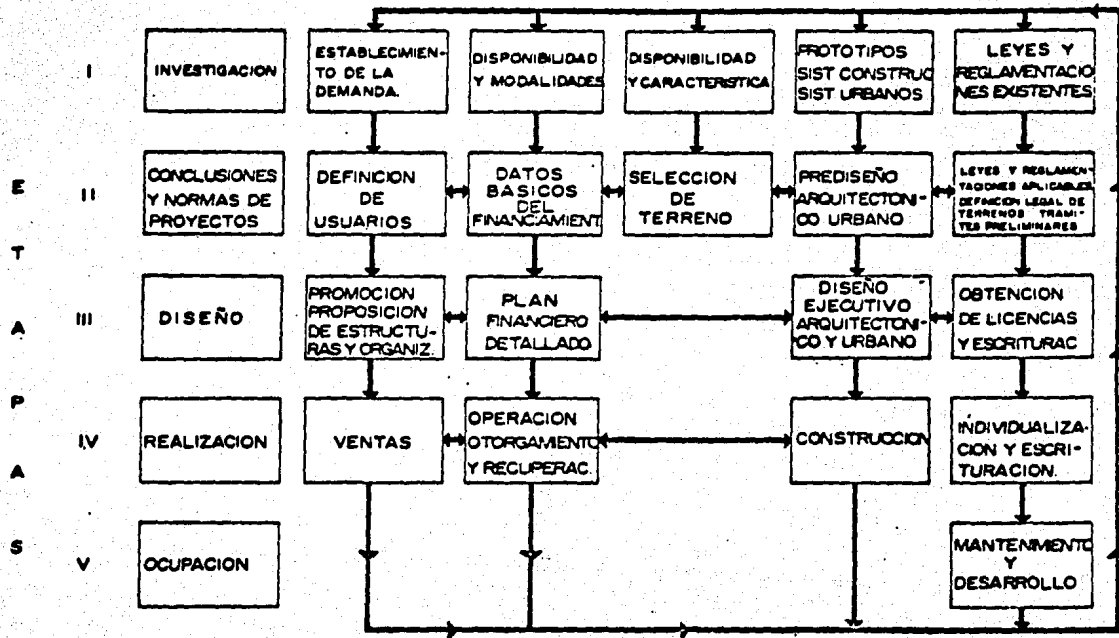 E
T
A
P
A
S
I
INVESTIGACION
ESTABLECIMIEN-
TO DE LA
DEMANDA.
DISPONIBILIDAD
Y MODALIDADES
DISPONIBILIDAD
Y CARACTERISTICA
PROTOTIPOS
SIST CONSTRUC
SIST URBANOS
LEYES Y
REGLAMENTACIO
NES EXISTENTES
II
CONCLUSIONES
Y NORMAS DE
PROYECTOS
DEFINICION
DE
USUARIOS
DATOS
BASICOS
DEL
FINANCIAMIENT
SELECCION
DE
TERRENO
PREDISEÑO
ARQUITECTONI-
CO URBANO
LEYES Y REGLAMEN-
TACIONES APLICABLES
DEFINICION LEGAL DE
TERRENOS TRAMI-
TES PRELIMINARES
III
DISEÑO
PROMOCION
PROPOSICION
DE ESTRUCTU-
RAS Y ORGANIZ.
PLAN
FINANCIERO
DETALLADO
DISEÑO
EJECUTIVO
ARQUITECTONI-
CO Y URBANO
OBTENCION
DE LICENCIAS
Y ESCRITURAC
IV
REALIZACION
VENTAS
OPERACION
OTORGAMIENTO
Y RECUPERAC.
CONSTRUCCION
INDIVIDUALIZA-
CION Y ESCRI-
TURACION.
V
OCUPACION
MANTENIMIENTO
Y
DESARROLLO